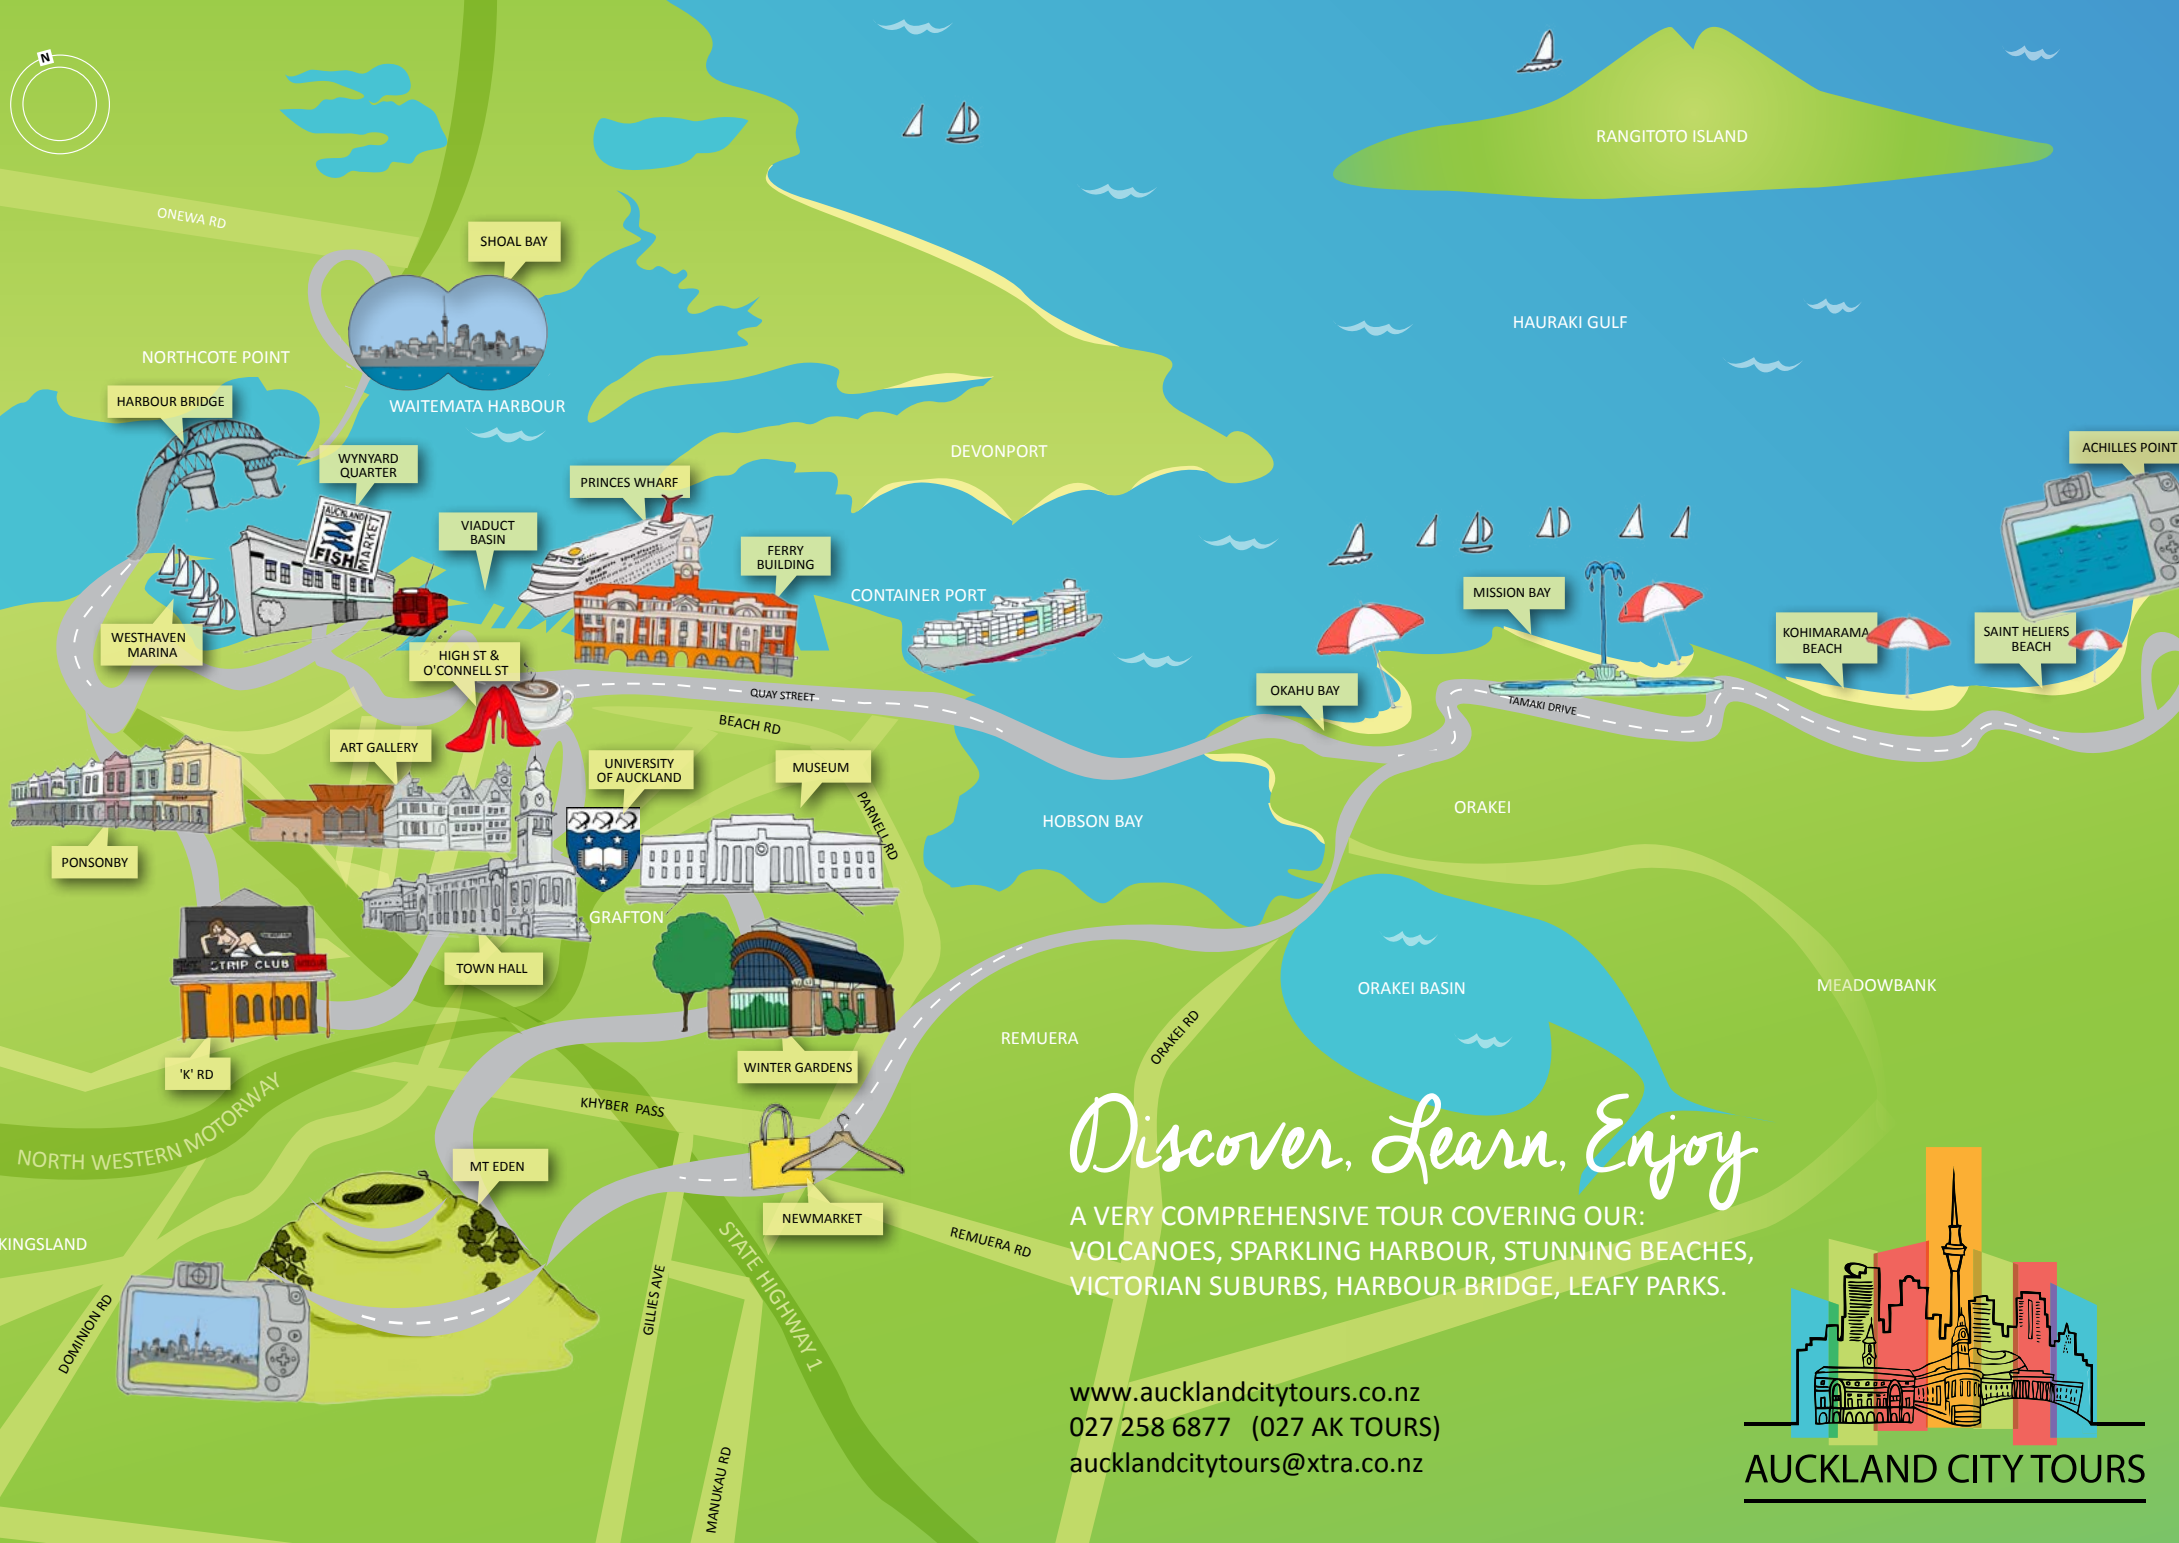 N
RANGITOTO ISLAND
ONEWA RD
SHOAL BAY
HAURAKI GULF
NORTHCOTE POINT
HARBOUR BRIDGE
WAITEMATA HARBOUR
DEVONPORT
ACHILLES POINT
WYNYARD
QUARTER
PRINCES WHARF
AUCKLAND
FISH
MARKET
VIADUCT
BASIN
FERRY
BUILDING
CONTAINER PORT
MISSION BAY
WESTHAVEN
MARINA
HIGH ST &
O'CONNELL ST
KOHIMARAMA
BEACH
SAINT HELIERS
BEACH
OKAHU BAY
QUAY STREET
TAMAKI DRIVE
BEACH RD
ART GALLERY
UNIVERSITY
OF AUCKLAND
MUSEUM
PARNELL RD
ORAKEI
HOBSON BAY
PONSONBY
GRAFTON
STRIP CLUB
TOWN HALL
ORAKEI BASIN
MEADOWBANK
REMUERA
ORAKEI RD
'K' RD
WINTER GARDENS
KHYBER PASS
NORTH WESTERN MOTORWAY
MT EDEN
NEWMARKET
REMUERA RD
KINGSLAND
STATE HIGHWAY 1
GILLIES AVE
DOMINION RD
MANUKAU RD
Discover, Learn, Enjoy
A VERY COMPREHENSIVE TOUR COVERING OUR:
VOLCANOES, SPARKLING HARBOUR, STUNNING BEACHES,
VICTORIAN SUBURBS, HARBOUR BRIDGE, LEAFY PARKS.
www.aucklandcitytours.co.nz
027 258 6877 (027 AK TOURS)
aucklandcitytours@xtra.co.nz
AUCKLAND CITY TOURS